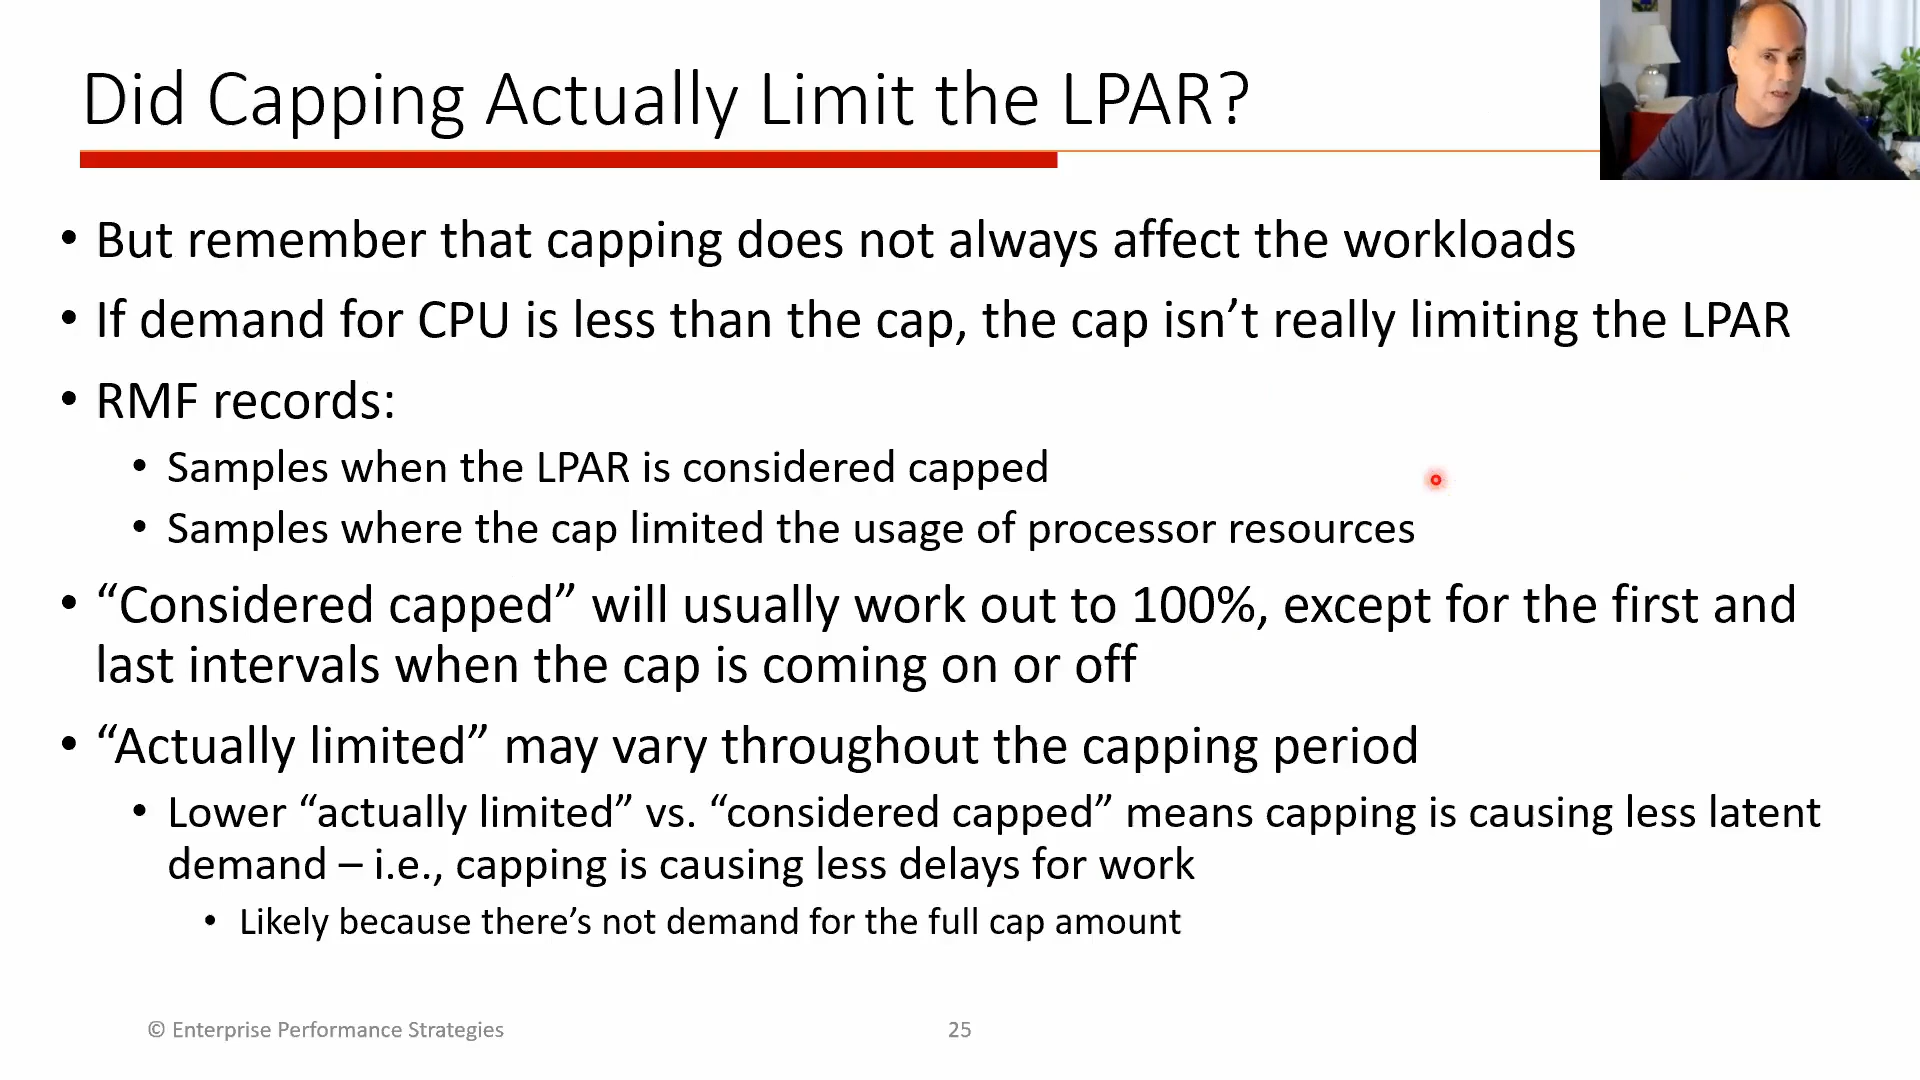 Did Capping Actually Limit the LPAR?
• But remember that capping does not always affect the workloads
• If demand for CPU is less than the cap, the cap isn’t really limiting the LPAR
• RMF records:
• Samples when the LPAR is considered capped
• Samples where the cap limited the usage of processor resources
• “Considered capped” will usually work out to 100%, except for the first and
last intervals when the cap is coming on or off
• “Actually limited” may vary throughout the capping period
• Lower “actually limited” vs. “considered capped” means capping is causing less latent
demand – i.e., capping is causing less delays for work
• Likely because there’s not demand for the full cap amount
© Enterprise Performance Strategies
25